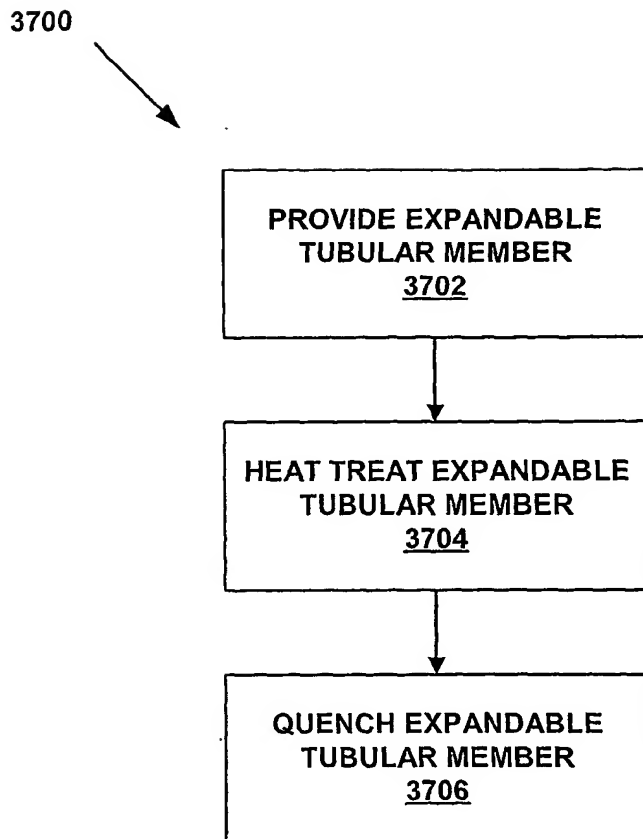 3700
PROVIDE EXPANDABLE
TUBULAR MEMBER
3702
HEAT TREAT EXPANDABLE
TUBULAR MEMBER
3704
QUENCH EXPANDABLE
TUBULAR MEMBER
3706